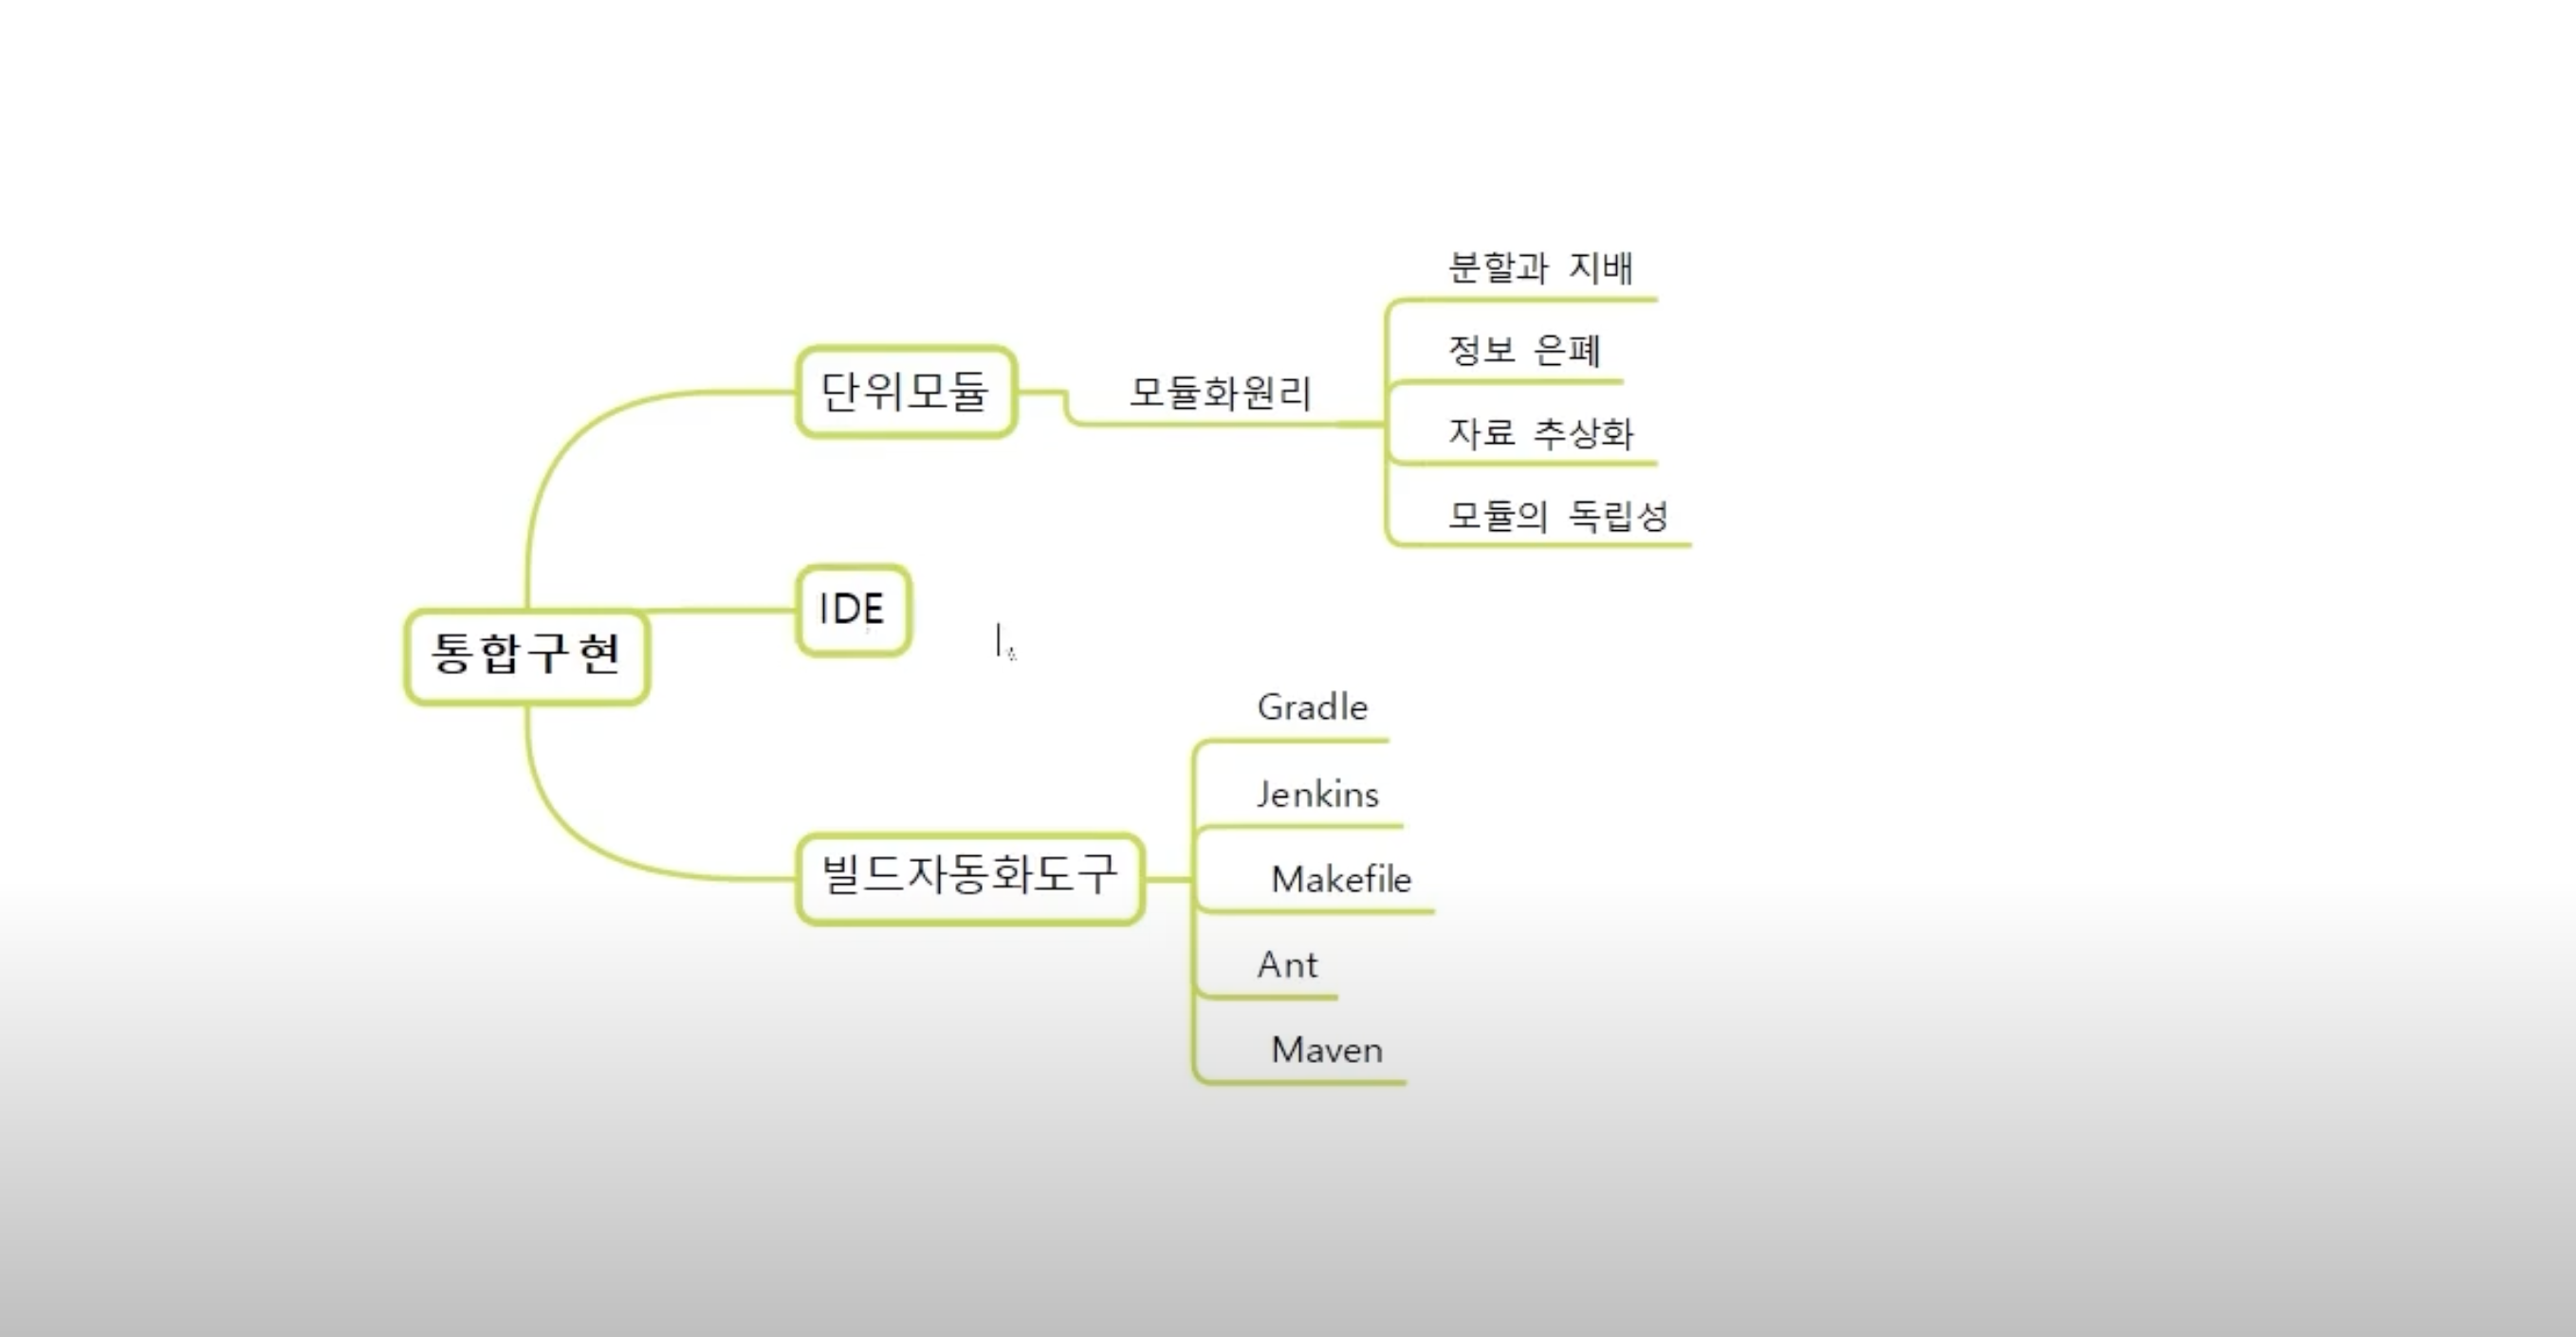 통합구현
단위모듈
모듈화원리
분할과 지배
정보 은폐
자료 추상화
모듈의 독립성
IDE
빌드자동화도구
Gradle
Jenkins
Makefile
Ant
Maven